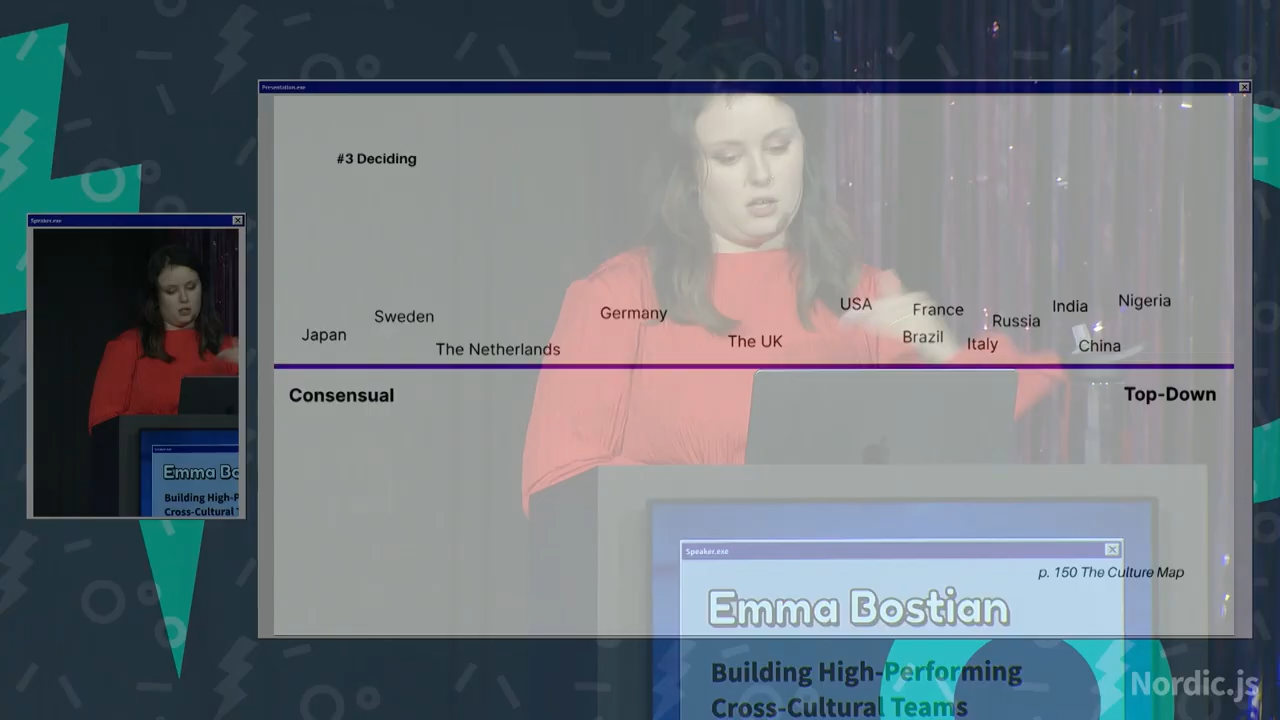 Presentation.exe
#3 Deciding
Speaker.exe
Nigeria
USA
India
France
Sweden
Germany
Russia
Japan
Brazil
The UK
Italy
China
The Netherlands
Consensual
Top-Down
Emma Bo
Building High-P
Cross-Cultural T
Speaker.exe
p. 150 The Culture Map
Emma Bostian
Building High-Performing
Cross-Cultural Teams
Nordic.js